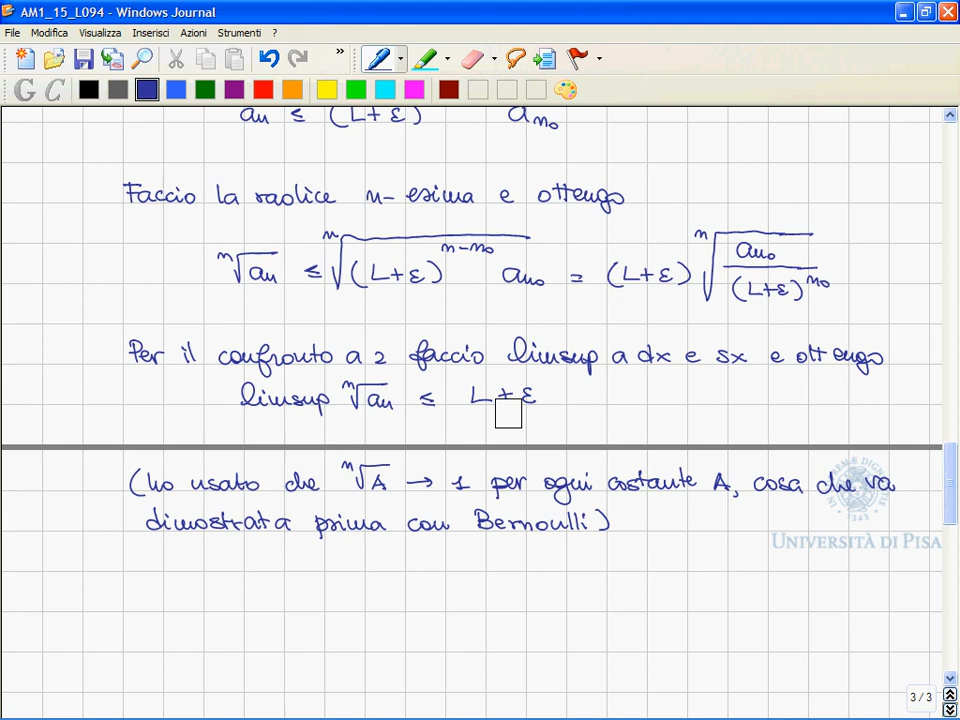 AM1_15_L094 - Windows Journal
File Modifica Visualizza Inserisci Azioni Strumenti ?
an ≤ (L+ε) an₀
Faccio la radice n-esima e ottengo
ⁿ√an ≤ ⁿ√((L+ε)^(n-n₀) an₀) = (L+ε) ⁿ√(an₀/(L+ε)^n₀)
Per il confronto a 2 faccio limsup a dx e sx e ottengo
limsup ⁿ√an ≤ L+ε
(ho usato che ⁿ√A → 1 per ogni costante A, cosa che va
dimostrata prima con Bernoulli)
UNIVERSITÀ DI PISA
3 / 3